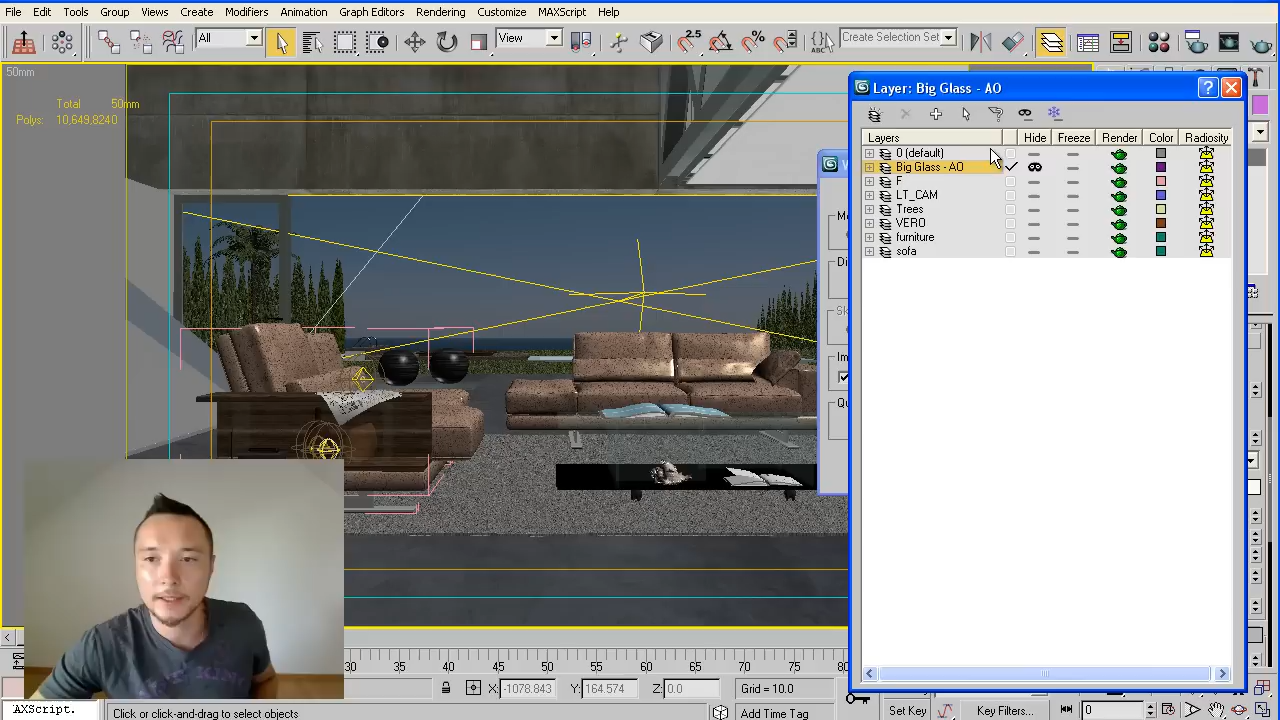 File Edit Tools Group Views Create Modifiers Animation Graph Editors Rendering Customize MAXScript Help
All View 2.5 Create Selection Set
50mm
Total 50mm
Polys: 10,649.8240
Layer: Big Glass - AO
Layers Hide Freeze Render Color Radiosity
0 (default)
Big Glass - AO
F
LT_CAM
Trees
VERO
furniture
sofa
30 35 40 45 50 55 60 65 70 75 80
X: -1078.843 Y: 164.574 Z: 0.0 Grid = 10.0
Set Key Key Filters... 0
AXScript. Click or click-and-drag to select objects Add Time Tag